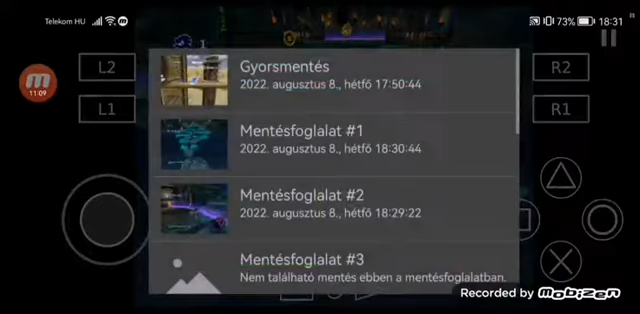 Telekom HU
73% 18:31
1
L2
R2
11:09
L1
R1
Gyorsmentés
2022. augusztus 8., hétfő 17:50:44
Mentésfoglalat #1
2022. augusztus 8., hétfő 18:30:44
Mentésfoglalat #2
2022. augusztus 8., hétfő 18:29:22
Mentésfoglalat #3
Nem található mentés ebben a mentésfoglalatban.
Recorded by mobizen